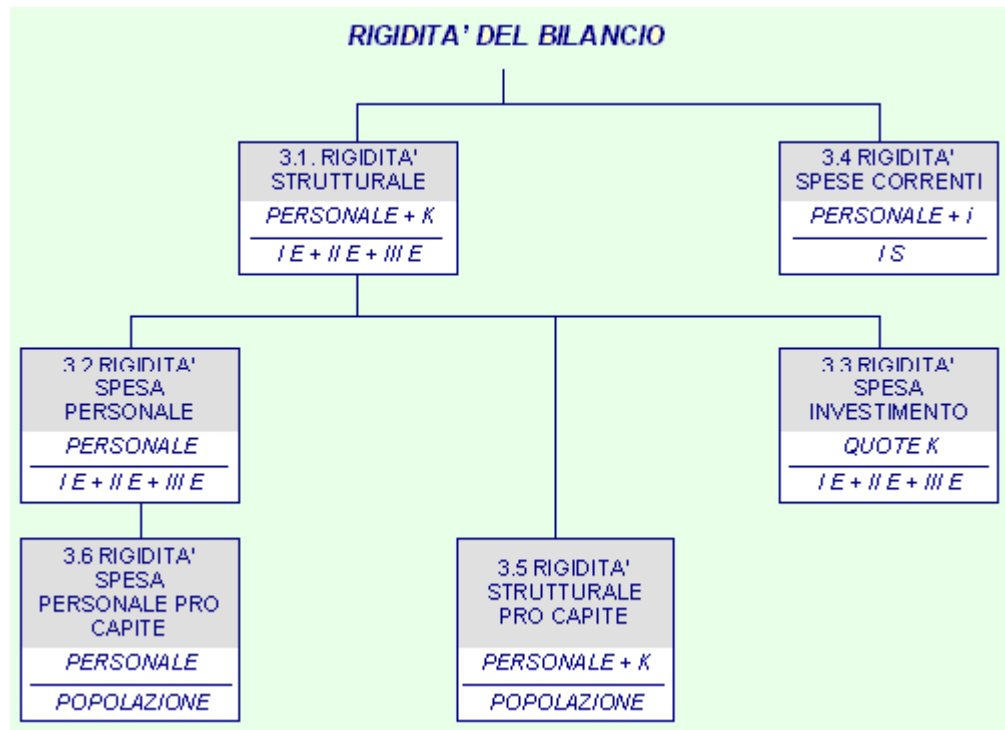 RIGIDITA' DEL BILANCIO
3.1. RIGIDITA'
STRUTTURALE
PERSONALE + K
I E + II E + III E
3.4 RIGIDITA'
SPESE CORRENTI
PERSONALE + i
I S
3.2 RIGIDITA'
SPESA
PERSONALE
PERSONALE
I E + II E + III E
3.3 RIGIDITA'
SPESA
INVESTIMENTO
QUOTE K
I E + II E + III E
3.6 RIGIDITA'
SPESA
PERSONALE PRO
CAPITE
PERSONALE
POPOLAZIONE
3.5 RIGIDITA'
STRUTTURALE
PRO CAPITE
PERSONALE + K
POPOLAZIONE